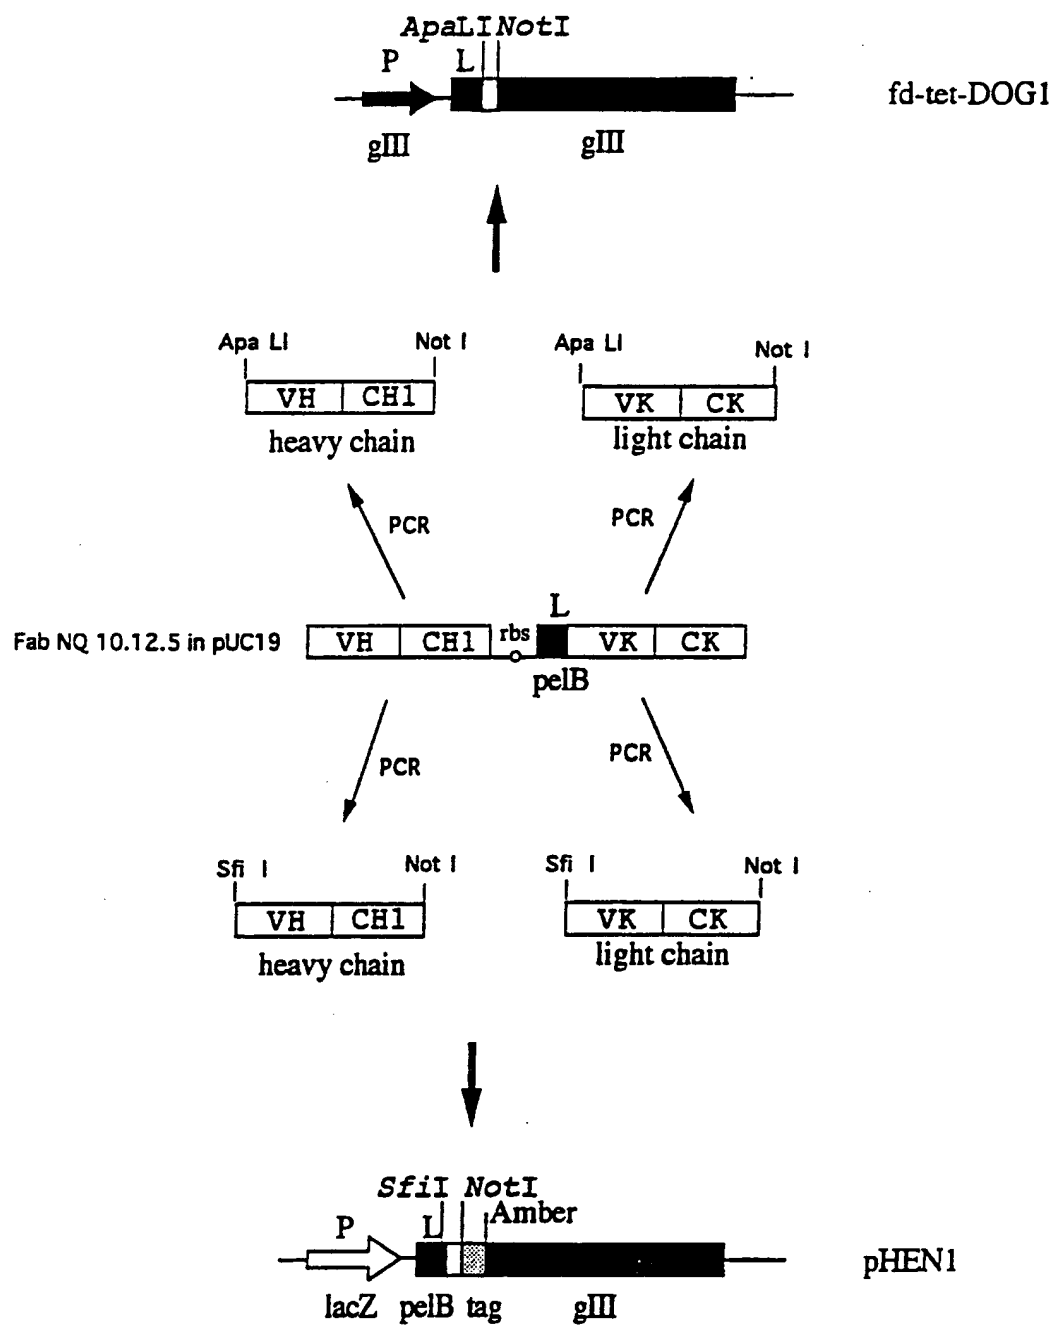 ApaLI NotI
P L
fd-tet-DOG1
gIII gIII
Apa LI Not I Apa LI Not I
VH CH1 VK CK
heavy chain light chain
PCR PCR
L
Fab NQ 10.12.5 in pUC19 VH CH1 rbs VK CK
pelB
PCR PCR
Sfi I Not I Sfi I Not I
VH CH1 VK CK
heavy chain light chain
SfiI NotI
P L Amber
pHEN1
lacZ pelB tag gIII